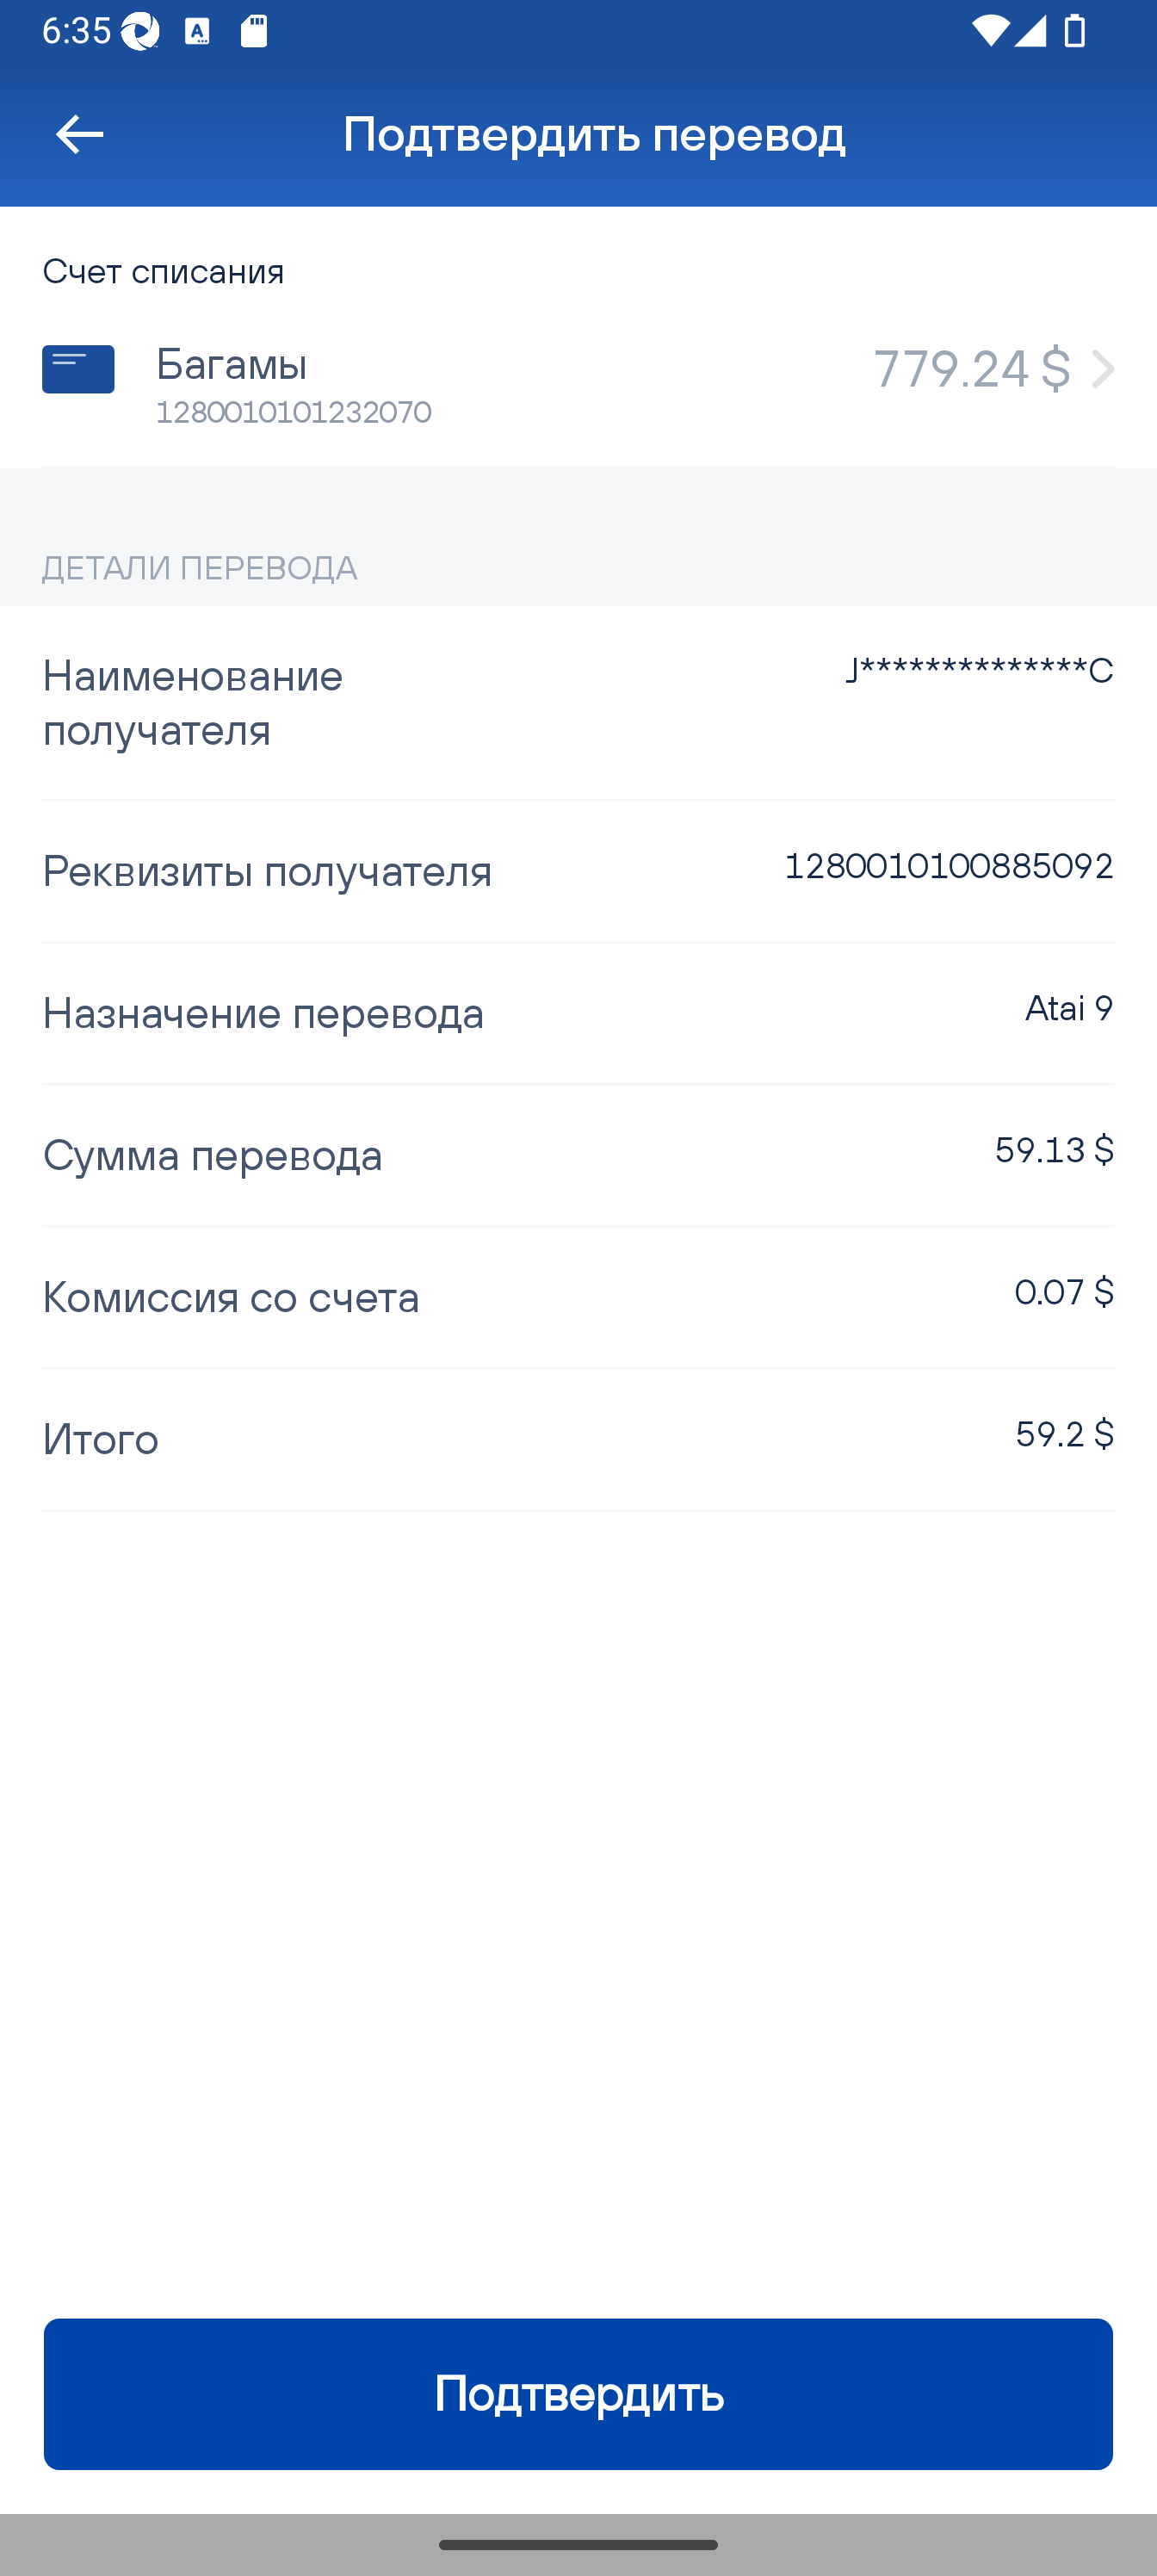 6:35
Подтвердить перевод
Счет списания
Багамы
779.24 $
1280010101232070
ДЕТАЛИ ПЕРЕВОДА
Наименование
получателя
J**************C
Реквизиты получателя
1280010100885092
Назначение перевода
Atai 9
Сумма перевода
59.13 $
Комиссия со счета
0.07 $
Итого
59.2 $
Подтвердить